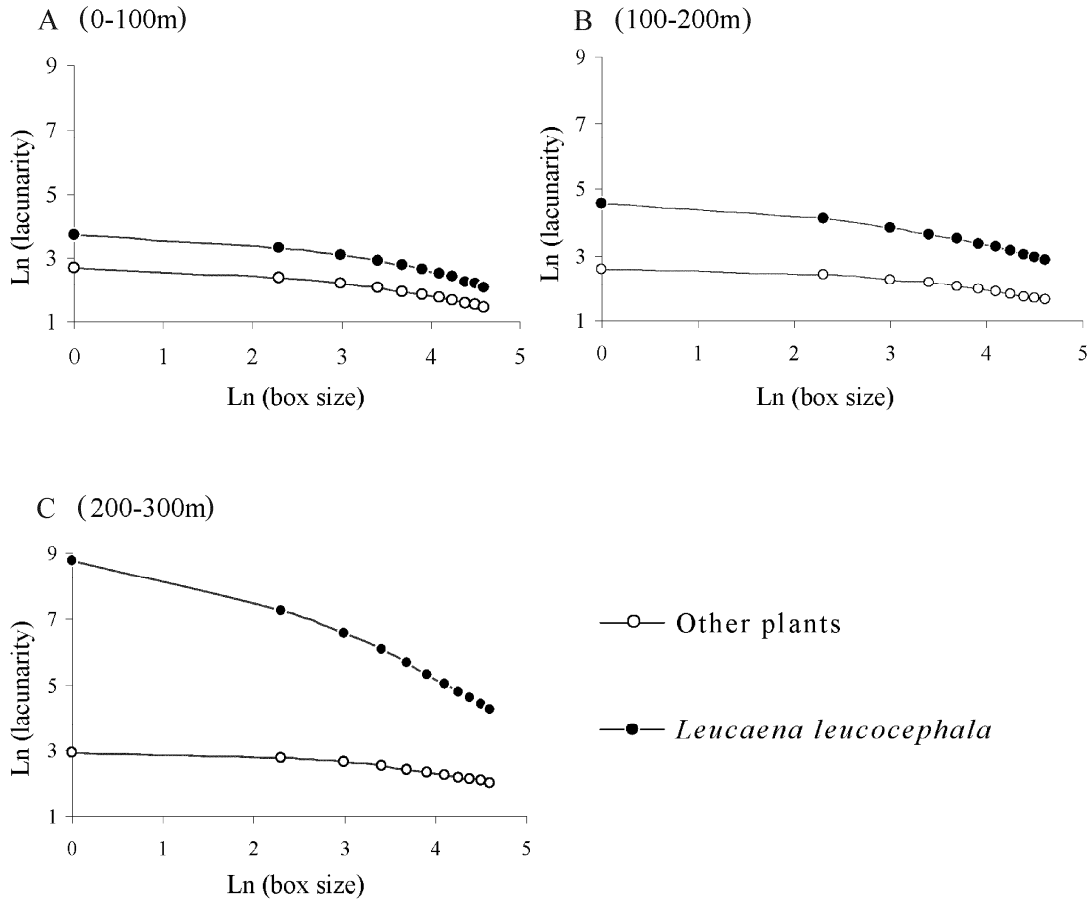 A (0-100m)
9
7
5
3
1
Ln (lacunarity)
0 1 2 3 4 5
Ln (box size)
B (100-200m)
9
7
5
3
1
Ln (lacunarity)
0 1 2 3 4 5
Ln (box size)
C (200-300m)
9
7
5
3
1
Ln (lacunarity)
0 1 2 3 4 5
Ln (box size)
Other plants
Leucaena leucocephala